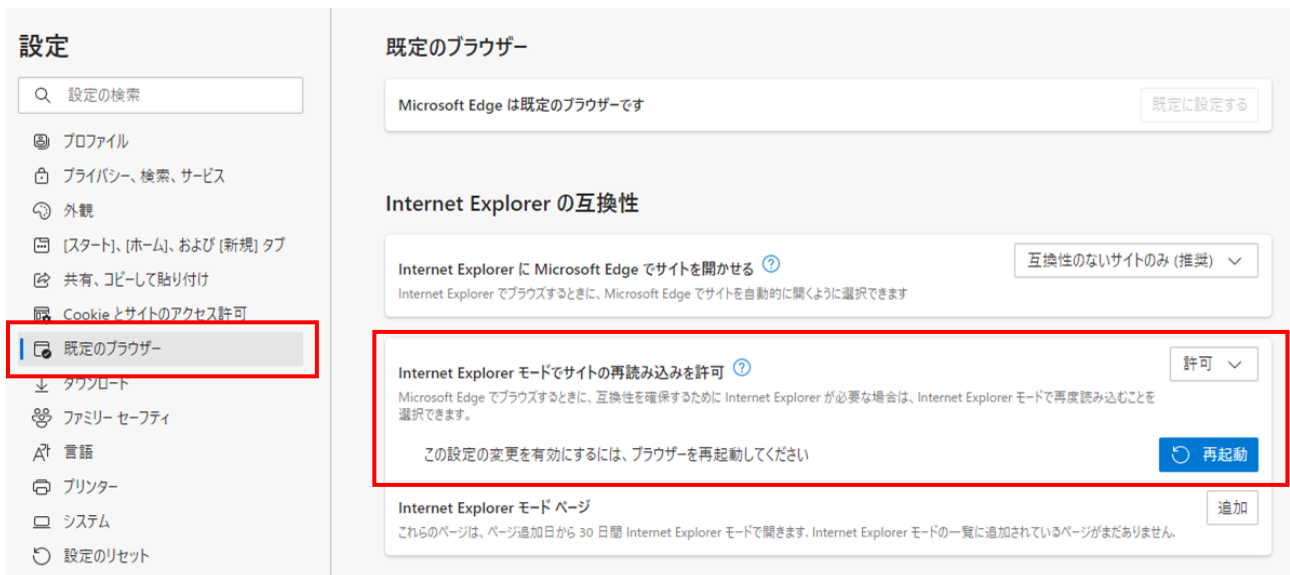 設定
設定の検索
プロファイル
プライバシー、検索、サービス
外観
[スタート]、[ホーム]、および [新規] タブ
共有、コピーして貼り付け
Cookie とサイトのアクセス許可
既定のブラウザー
ダウンロード
ファミリー セーフティ
言語
プリンター
システム
設定のリセット
既定のブラウザー
Microsoft Edge は既定のブラウザーです
既定に設定する
Internet Explorer の互換性
Internet Explorer に Microsoft Edge でサイトを開かせる
互換性のないサイトのみ (推奨)
Internet Explorer でブラウズするときに、Microsoft Edge でサイトを自動的に開くように選択できます
Internet Explorer モードでサイトの再読み込みを許可
許可
Microsoft Edge でブラウズするときに、互換性を確保するために Internet Explorer が必要な場合は、Internet Explorer モードで再度読み込むことを
選択できます。
この設定の変更を有効にするには、ブラウザーを再起動してください
再起動
Internet Explorer モード ページ
追加
これらのページは、ページ追加日から 30 日間 Internet Explorer モードで開きます. Internet Explorer モードの一覧に追加されているページがまだありません.